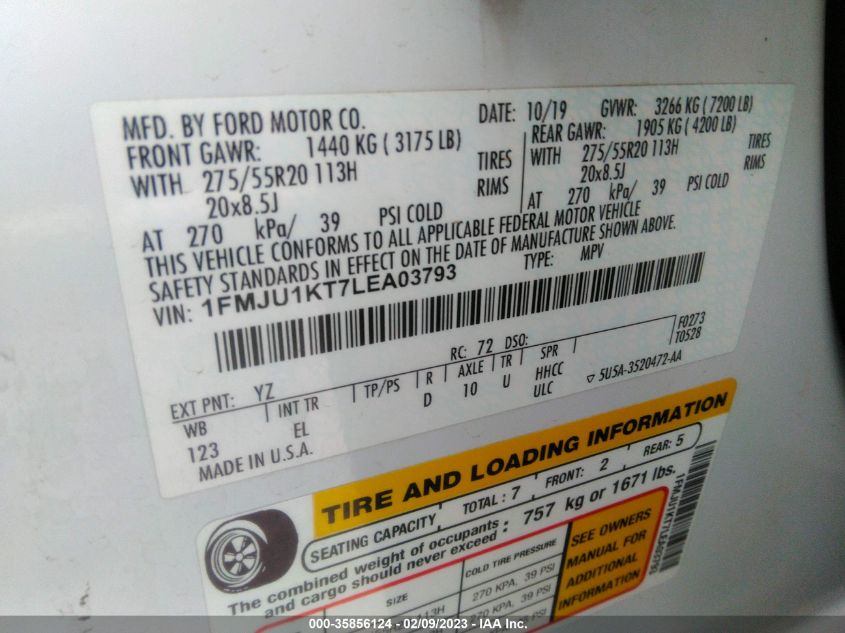 MFD. BY FORD MOTOR CO.
DATE: 10/19 GVWR: 3266 KG ( 7200 LB)
FRONT GAWR: 1440 KG ( 3175 LB)
REAR GAWR: 1905 KG ( 4200 LB)
WITH 275/55R20 113H TIRES
WITH 275/55R20 113H TIRES
20x8.5J RIMS
20x8.5J RIMS
AT 270 kPa/ 39 PSI COLD
AT 270 kPa/ 39 PSI COLD
THIS VEHICLE CONFORMS TO ALL APPLICABLE FEDERAL MOTOR VEHICLE
SAFETY STANDARDS IN EFFECT ON THE DATE OF MANUFACTURE SHOWN ABOVE.
VIN: 1FMJU1KT7LEA03793
TYPE: MPV
F0273
T0528
EXT PNT: YZ RC: 72 DSO:
WB INT TR TP/PS R AXLE TR SPR
123 EL D 10 U HHCC
ULC
5U5A-3520472-AA
MADE IN U.S.A.
TIRE AND LOADING INFORMATION
SEATING CAPACITY TOTAL : 7 FRONT: 2 REAR: 5
The combined weight of occupants
and cargo should never exceed : 757 kg or 1671 lbs.
SIZE
COLD TIRE PRESSURE
113H
270 KPA, 39 PSI
270 KPA, 39 PSI
SEE OWNERS
MANUAL FOR
ADDITIONAL
INFORMATION
1FMJU1KT7LEA03793
000-35856124 - 02/09/2023 - ©IAA, Inc.